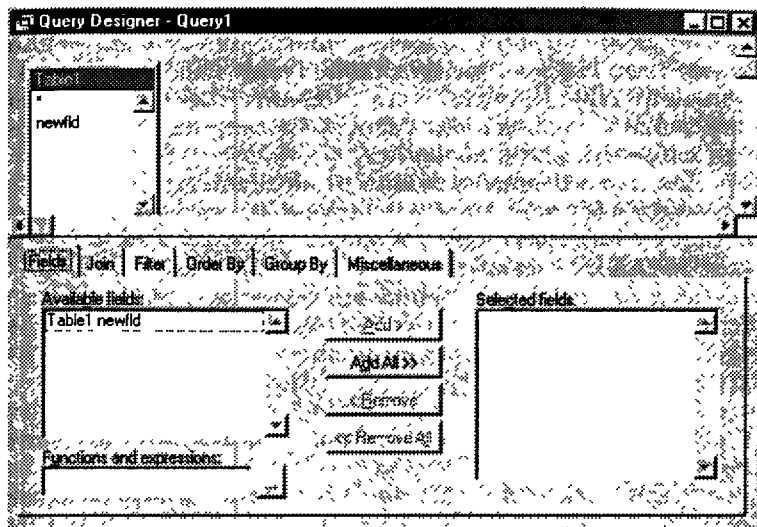 Query Designer - Query1
Table1
*
newfld
Fields Join Filter Order By Group By Miscellaneous
Available fields: Selected fields
Table1 newfld
Add >
Add All >>
< Remove
<< Remove All
Functions and expressions: